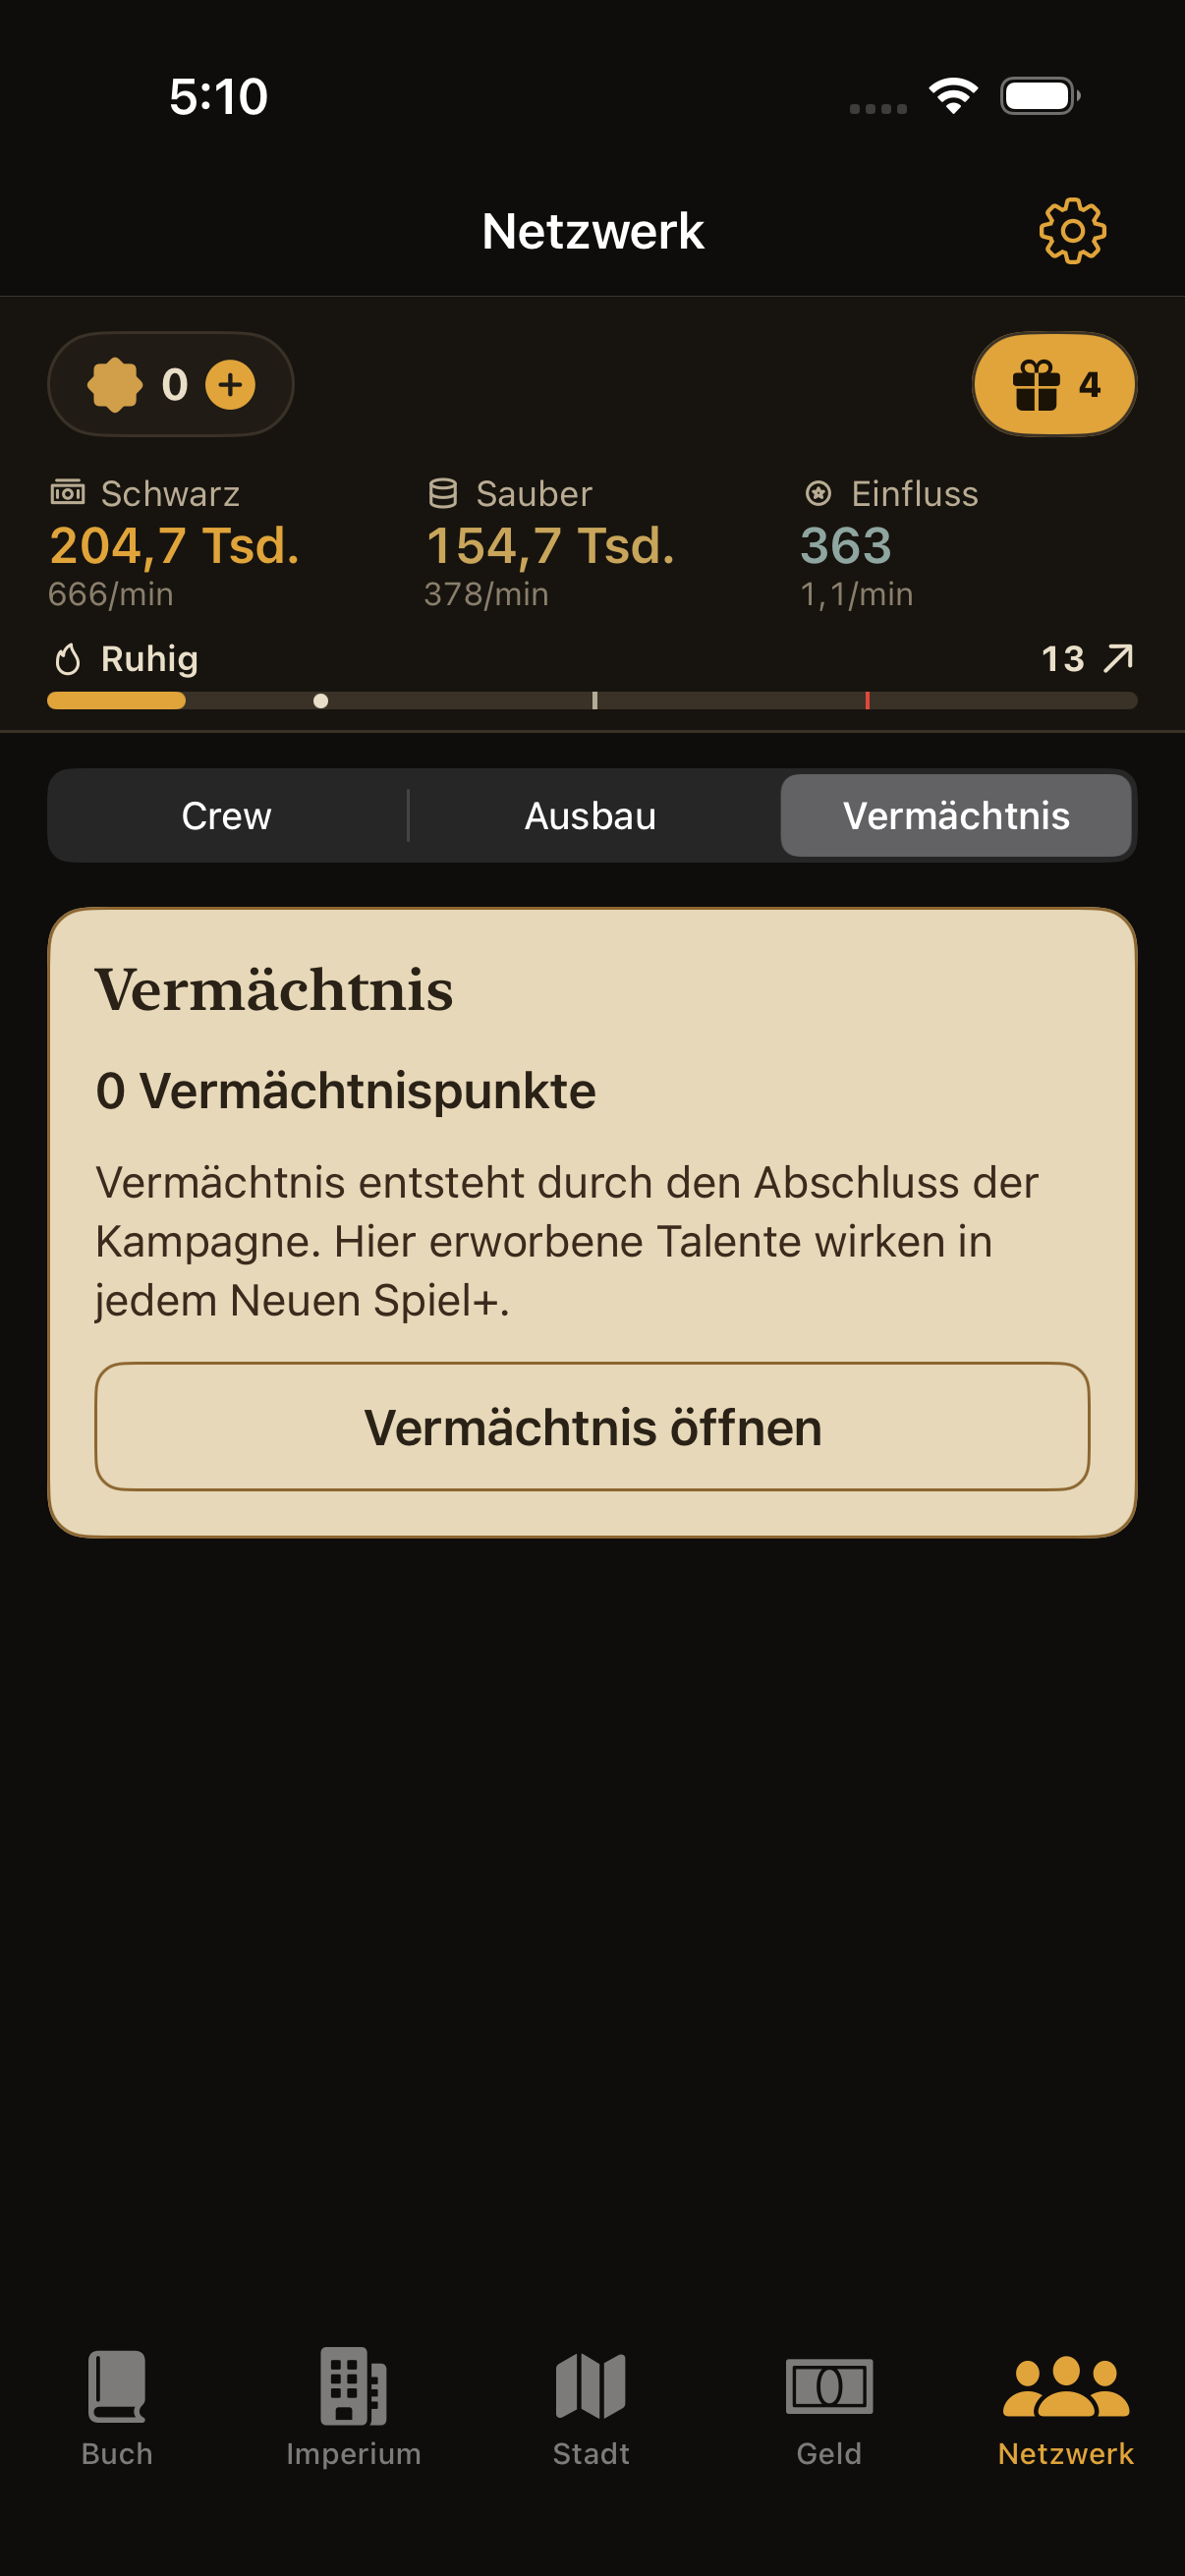 5:10
Netzwerk
0
4
Schwarz Sauber Einfluss
204,7 Tsd. 154,7 Tsd. 363
666/min 378/min 1,1/min
Ruhig 13
Crew Ausbau Vermächtnis
Vermächtnis
0 Vermächtnispunkte
Vermächtnis entsteht durch den Abschluss der
Kampagne. Hier erworbene Talente wirken in
jedem Neuen Spiel+.
Vermächtnis öffnen
Buch Imperium Stadt Geld Netzwerk